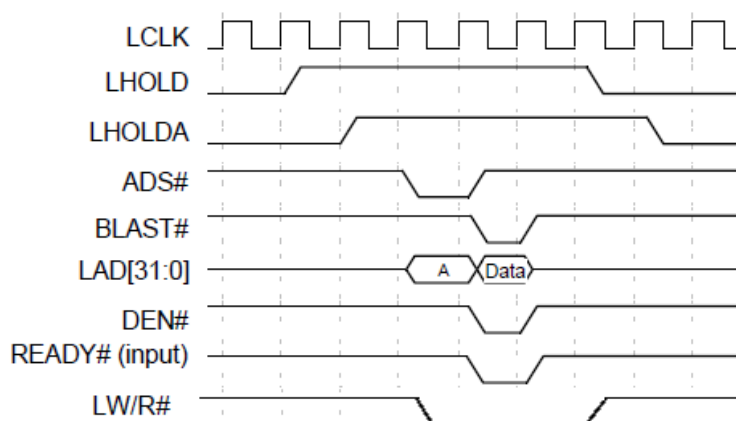 LCLK
LHOLD
LHOLDA
ADS#
BLAST#
LAD[31:0] A Data
DEN#
READY# (input)
LW/R#